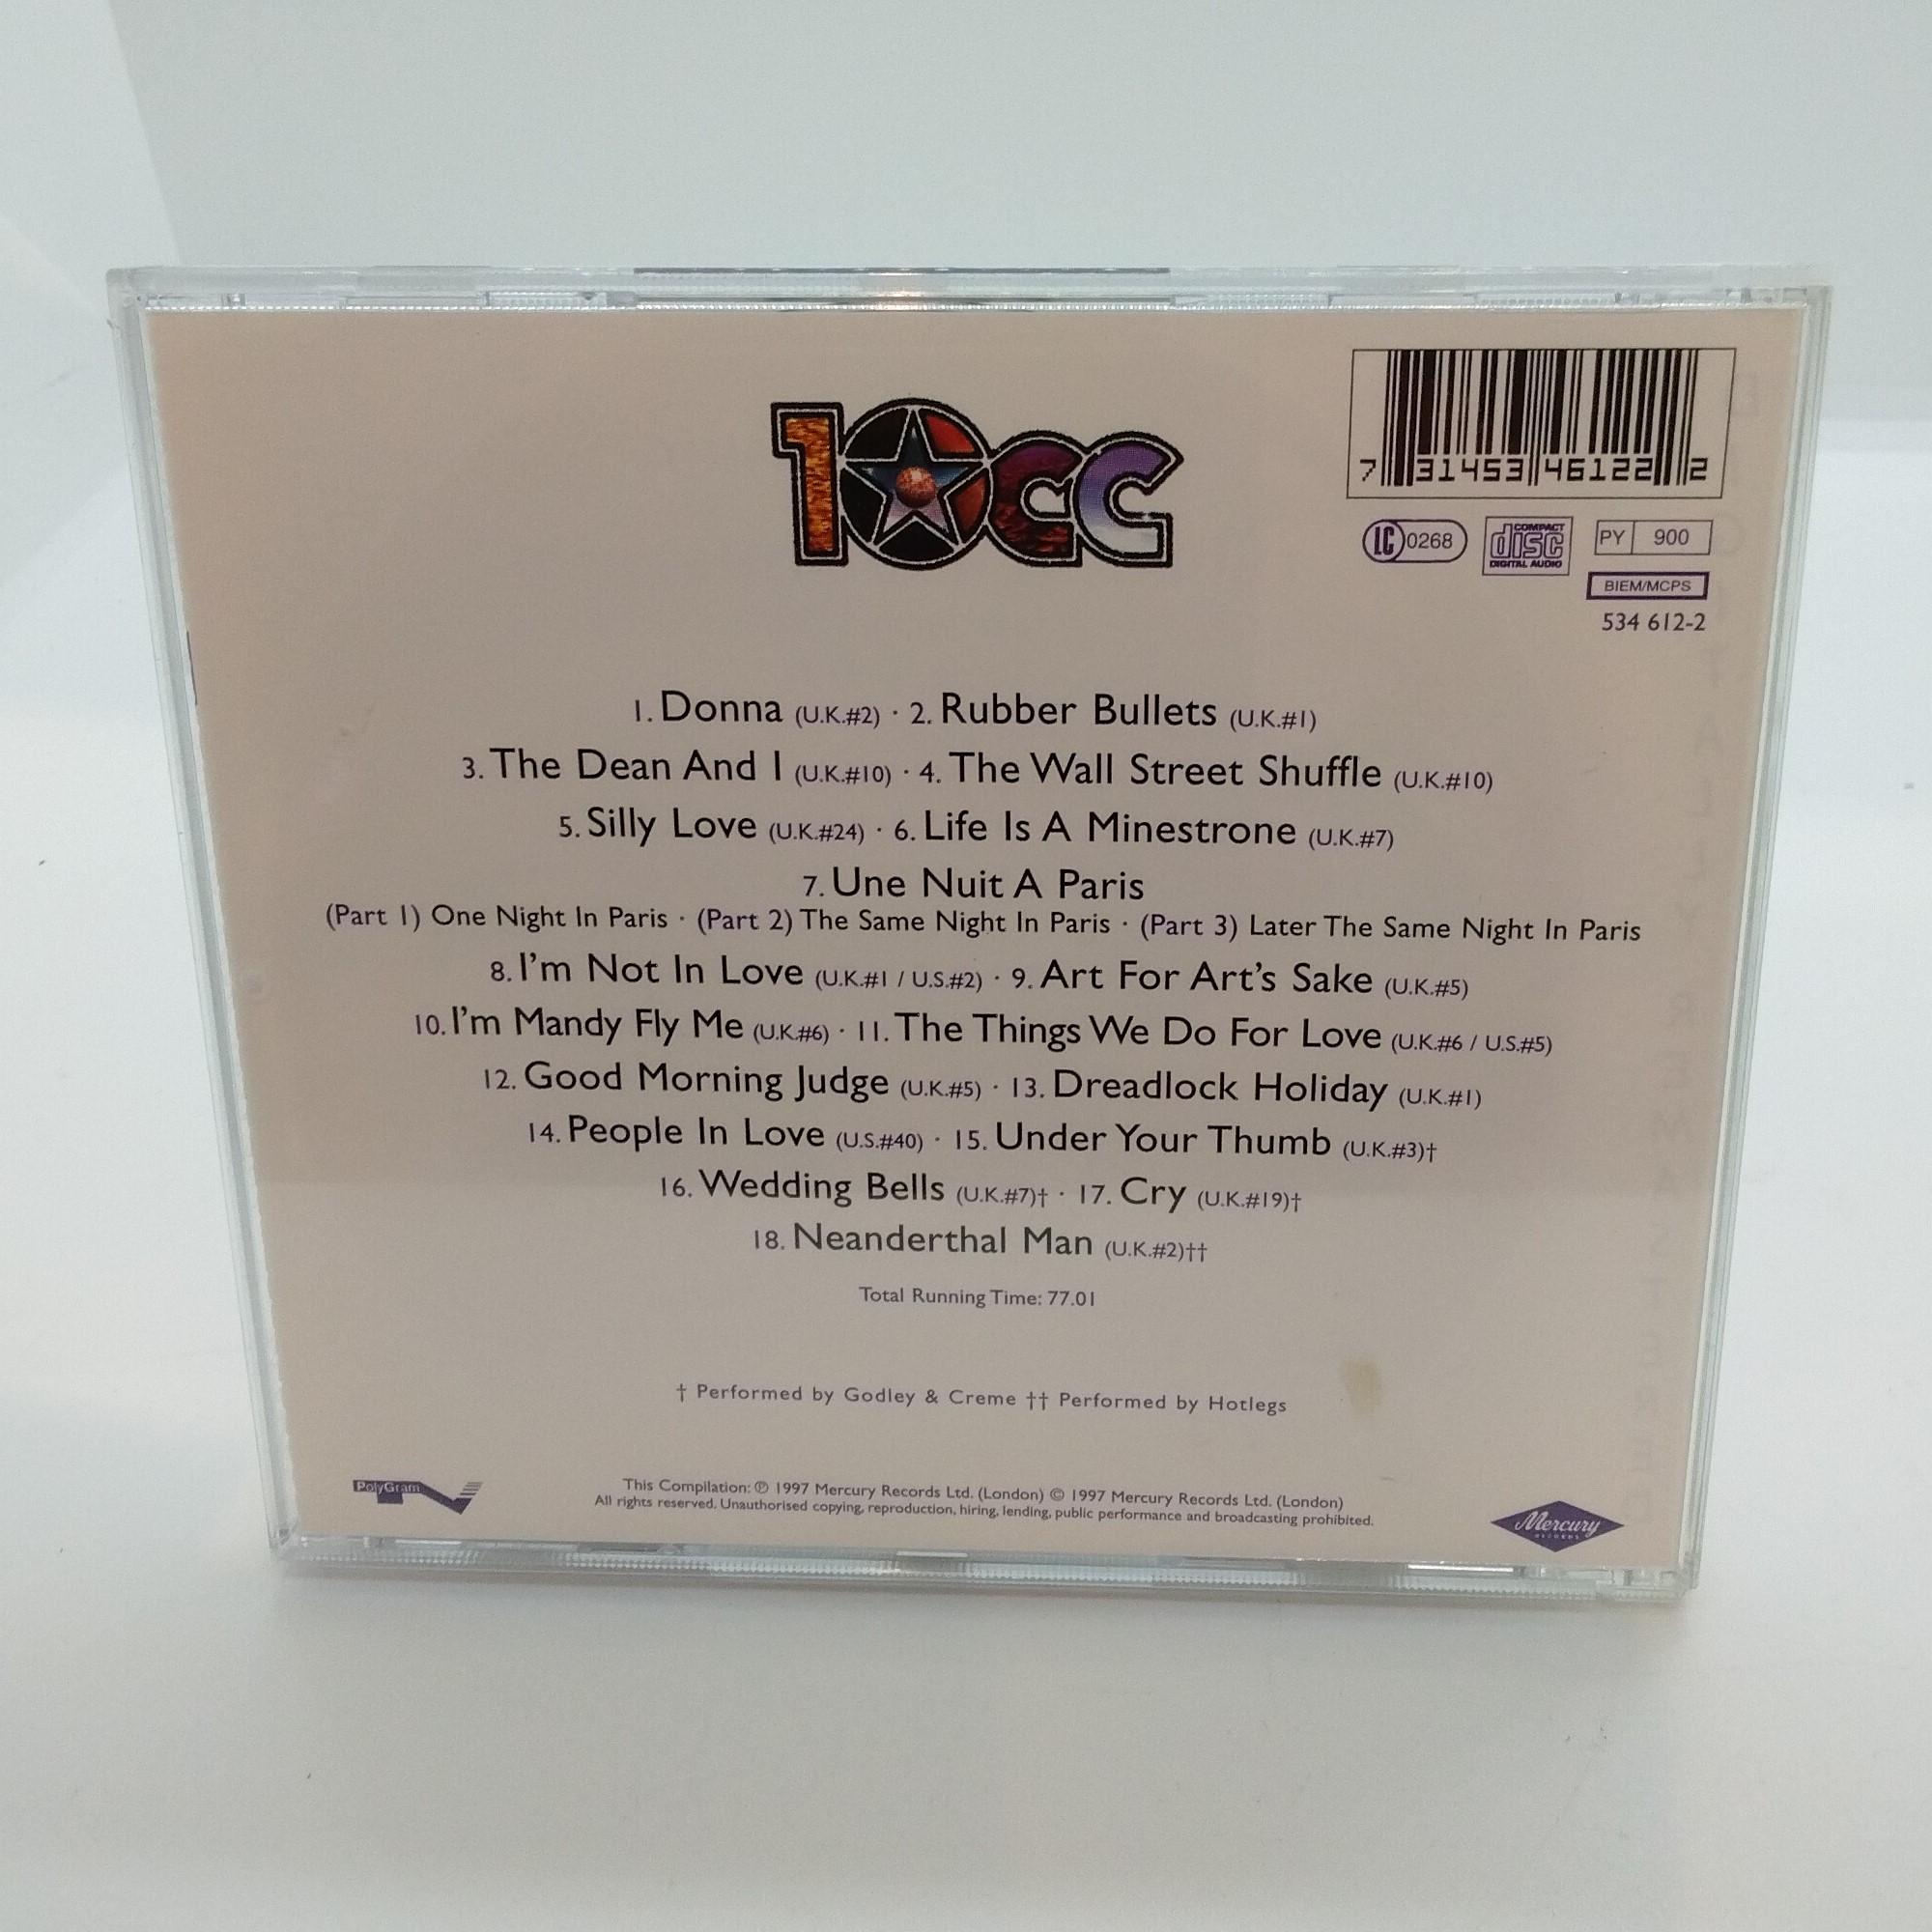 10cc
7 31453 46122 2
LC 0268
COMPACT disc DIGITAL AUDIO
PY 900
BIEM/MCPS
534 612-2
1. Donna (U.K.#2) · 2. Rubber Bullets (U.K.#1)
3. The Dean And I (U.K.#10) · 4. The Wall Street Shuffle (U.K.#10)
5. Silly Love (U.K.#24) · 6. Life Is A Minestrone (U.K.#7)
7. Une Nuit A Paris
(Part 1) One Night In Paris · (Part 2) The Same Night In Paris · (Part 3) Later The Same Night In Paris
8. I'm Not In Love (U.K.#1 / U.S.#2) · 9. Art For Art's Sake (U.K.#5)
10. I'm Mandy Fly Me (U.K.#6) · 11. The Things We Do For Love (U.K.#6 / U.S.#5)
12. Good Morning Judge (U.K.#5) · 13. Dreadlock Holiday (U.K.#1)
14. People In Love (U.S.#40) · 15. Under Your Thumb (U.K.#3)†
16. Wedding Bells (U.K.#7)† · 17. Cry (U.K.#19)†
18. Neanderthal Man (U.K.#2)††
Total Running Time: 77.01
† Performed by Godley & Creme †† Performed by Hotlegs
PolyGram
This Compilation: ℗ 1997 Mercury Records Ltd. (London) © 1997 Mercury Records Ltd. (London)
All rights reserved. Unauthorised copying, reproduction, hiring, lending, public performance and broadcasting prohibited.
Mercury
RECORDS